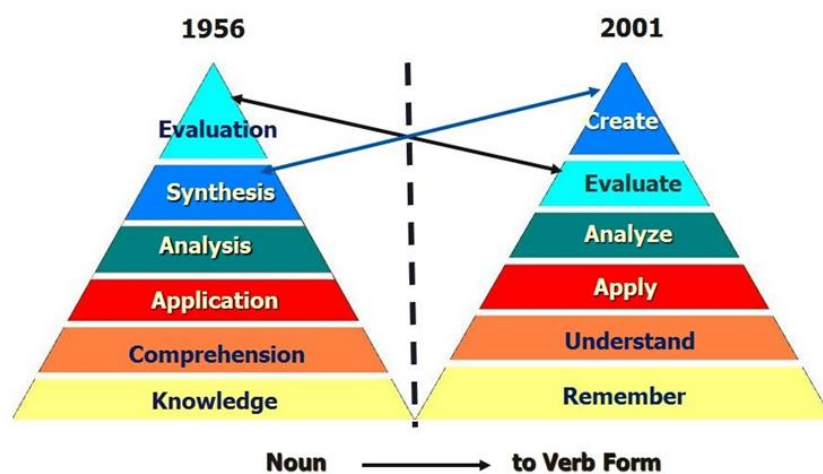 1956
Evaluation
Synthesis
Analysis
Application
Comprehension
Knowledge
2001
Create
Evaluate
Analyze
Apply
Understand
Remember
Noun to Verb Form